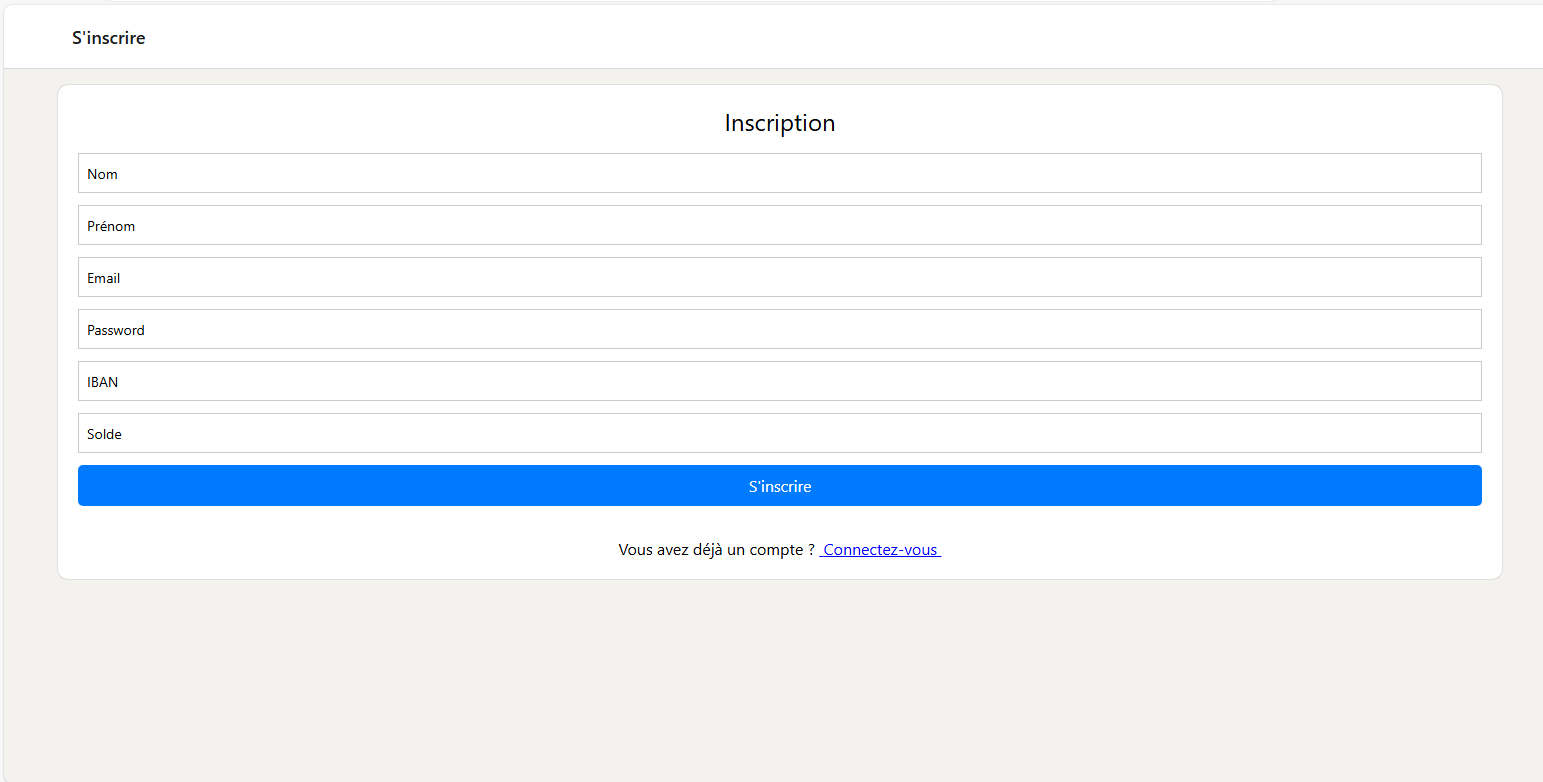 S'inscrire
Inscription
Nom
Prénom
Email
Password
IBAN
Solde
S'inscrire
Vous avez déjà un compte ? Connectez-vous